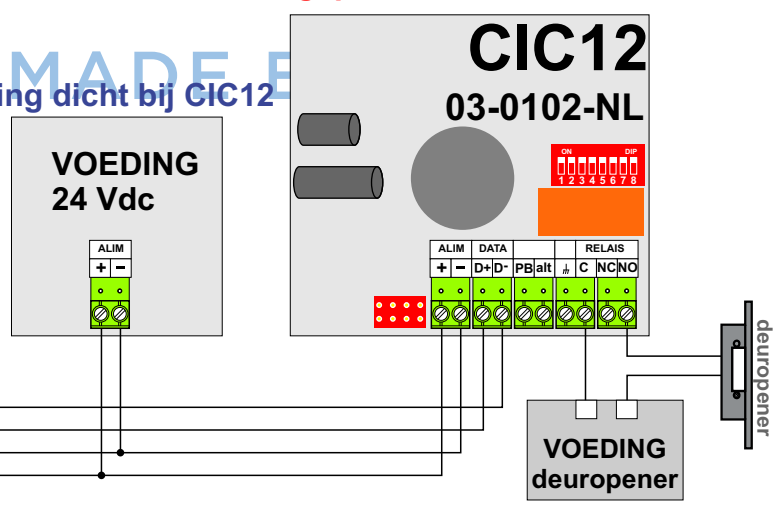 MADE
ing dicht bij CIC12
CIC12
03-0102-NL
VOEDING
24 Vdc
ALIM
+ −
ON DIP
1 2 3 4 5 6 7 8
ALIM DATA RELAIS
+ − D+ D- PB alt C NC NO
VOEDING
deuropener
deuropener